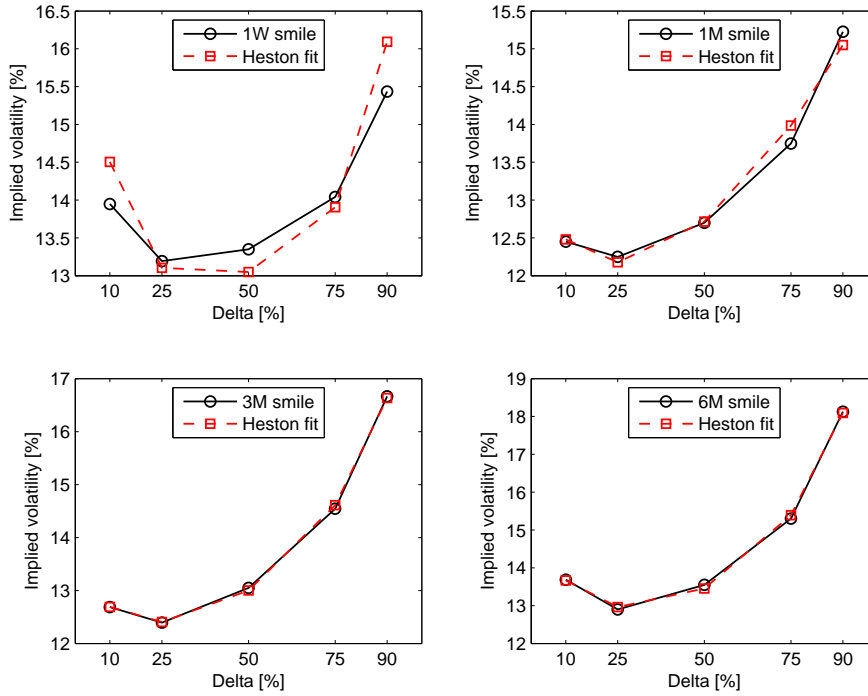 1W smile
Heston fit
Implied volatility [%]
16.5
16
15.5
15
14.5
14
13.5
13
10 25 50 75 90
Delta [%]
1M smile
Heston fit
Implied volatility [%]
15.5
15
14.5
14
13.5
13
12.5
12
10 25 50 75 90
Delta [%]
3M smile
Heston fit
Implied volatility [%]
17
16
15
14
13
12
10 25 50 75 90
Delta [%]
6M smile
Heston fit
Implied volatility [%]
19
18
17
16
15
14
13
12
10 25 50 75 90
Delta [%]